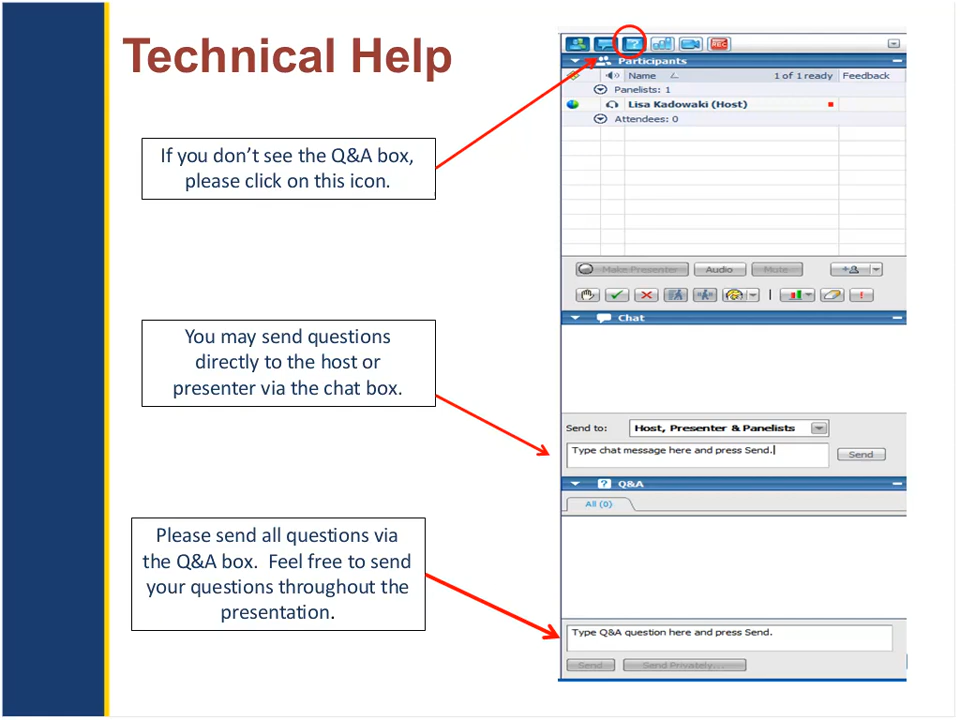 Technical Help
If you don’t see the Q&A box,
please click on this icon.
You may send questions
directly to the host or
presenter via the chat box.
Please send all questions via
the Q&A box.  Feel free to send
your questions throughout the
presentation.
?
REC
Participants
Name
1 of 1 ready
Feedback
Panelists: 1
Lisa Kadowaki (Host)
Attendees: 0
Make Presenter
Audio
Mute
Chat
Send to:
Host, Presenter & Panelists
Type chat message here and press Send.
Send
? Q&A
All (0)
Type Q&A question here and press Send.
Send
Send Privately...